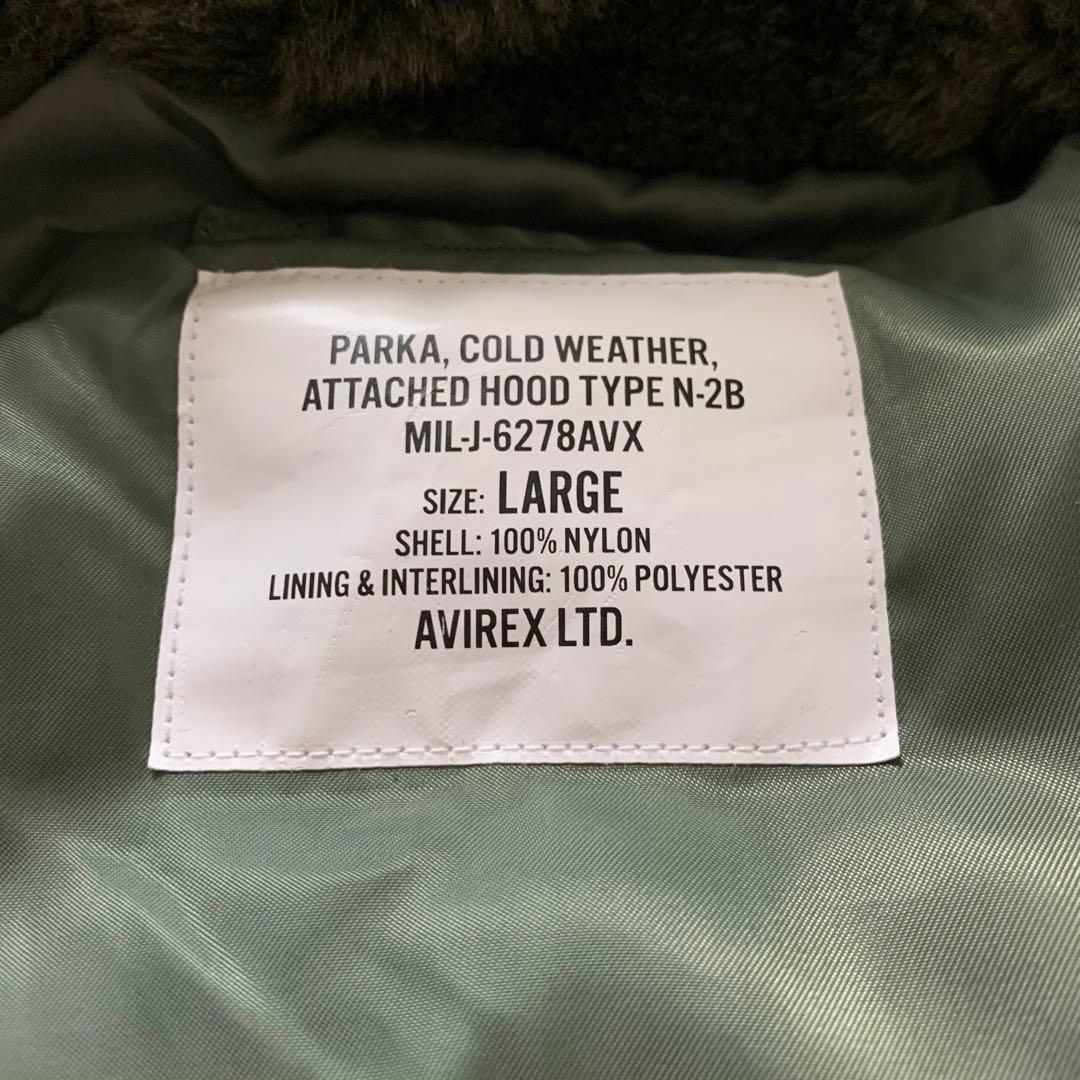 PARKA, COLD WEATHER,
ATTACHED HOOD TYPE N-2B
MIL-J-6278AVX
SIZE: LARGE
SHELL: 100% NYLON
LINING & INTERLINING: 100% POLYESTER
AVIREX LTD.